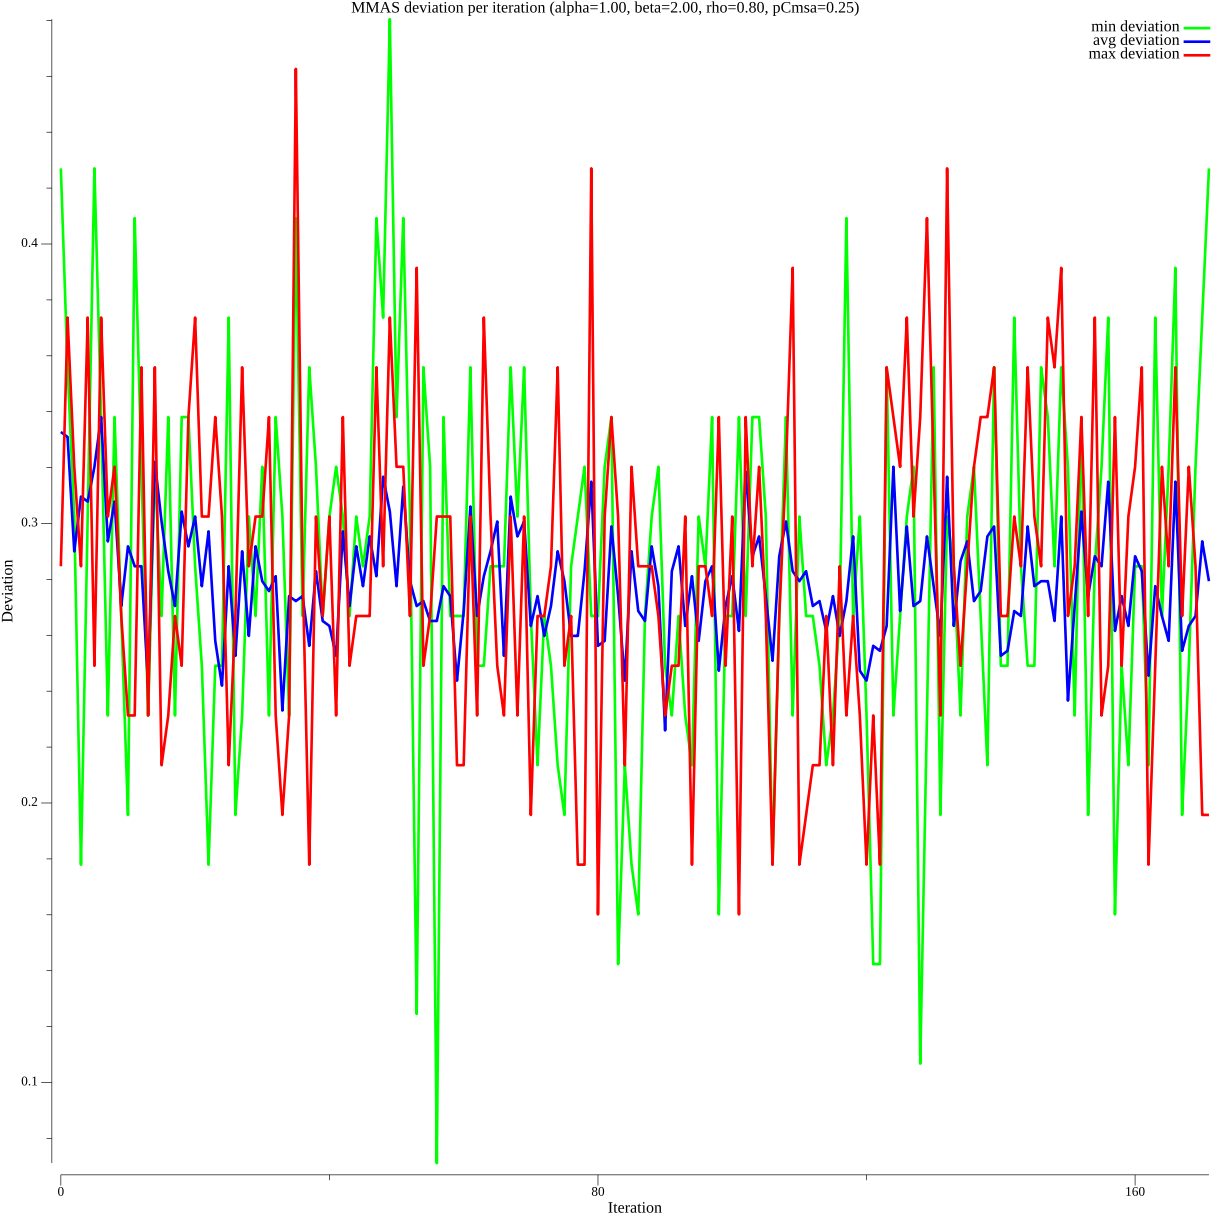 MMAS deviation per iteration (alpha=1.00, beta=2.00, rho=0.80, pCmsa=0.25)
min deviation
avg deviation
max deviation
0.4
0.3
Deviation
0.2
0.1
0
80
160
Iteration